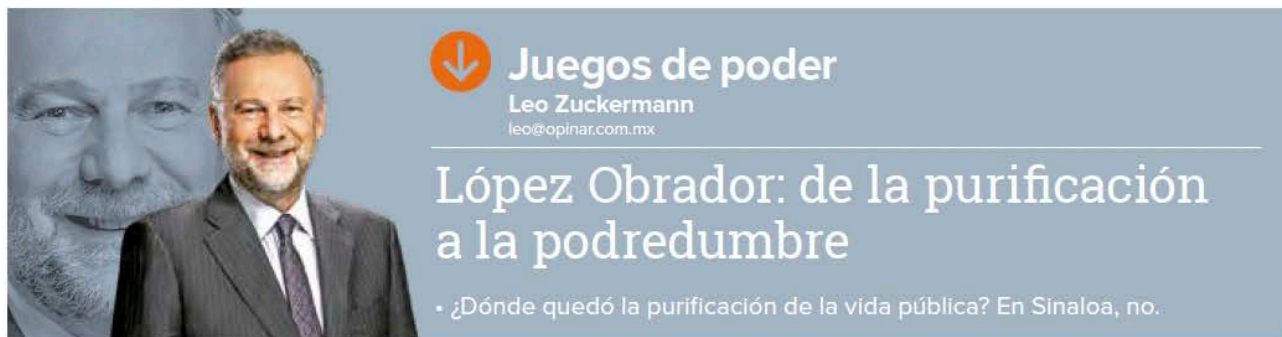 Juegos de poder
Leo Zuckermann
leo@opinar.com.mx
López Obrador: de la purificación
a la podredumbre
• ¿Dónde quedó la purificación de la vida pública? En Sinaloa, no.